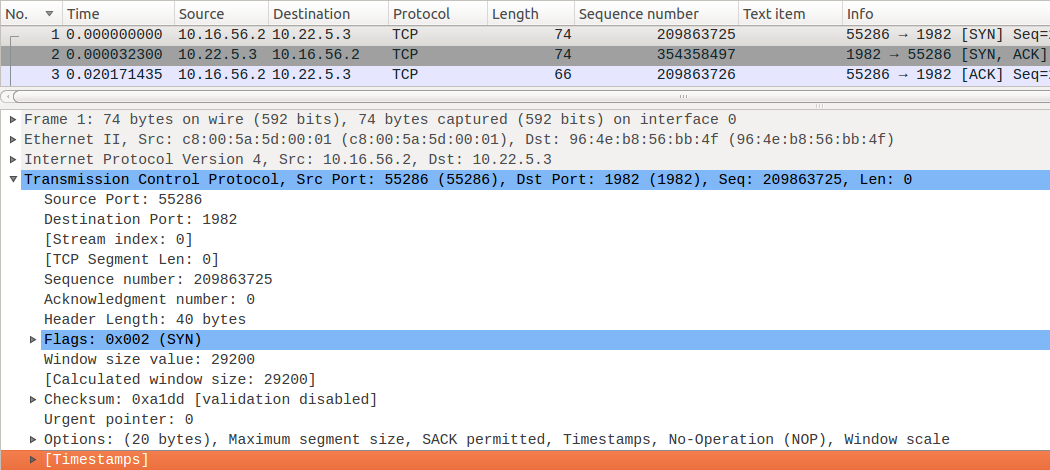 No. Time Source Destination Protocol Length Sequence number Text item Info
1 0.000000000 10.16.56.2 10.22.5.3 TCP 74 209863725 55286 → 1982 [SYN] Seq=
2 0.000032300 10.22.5.3 10.16.56.2 TCP 74 354358497 1982 → 55286 [SYN, ACK]
3 0.020171435 10.16.56.2 10.22.5.3 TCP 66 209863726 55286 → 1982 [ACK] Seq=
Frame 1: 74 bytes on wire (592 bits), 74 bytes captured (592 bits) on interface 0
Ethernet II, Src: c8:00:5a:5d:00:01 (c8:00:5a:5d:00:01), Dst: 96:4e:b8:56:bb:4f (96:4e:b8:56:bb:4f)
Internet Protocol Version 4, Src: 10.16.56.2, Dst: 10.22.5.3
Transmission Control Protocol, Src Port: 55286 (55286), Dst Port: 1982 (1982), Seq: 209863725, Len: 0
Source Port: 55286
Destination Port: 1982
[Stream index: 0]
[TCP Segment Len: 0]
Sequence number: 209863725
Acknowledgment number: 0
Header Length: 40 bytes
Flags: 0x002 (SYN)
Window size value: 29200
[Calculated window size: 29200]
Checksum: 0xa1dd [validation disabled]
Urgent pointer: 0
Options: (20 bytes), Maximum segment size, SACK permitted, Timestamps, No-Operation (NOP), Window scale
[Timestamps]